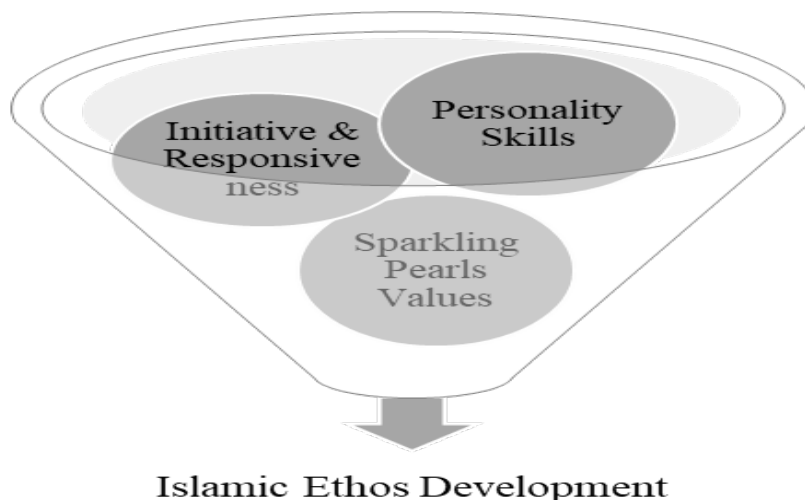 Initiative &
Responsive
ness
Personality
Skills
Sparkling
Pearls
Values
Islamic Ethos Development